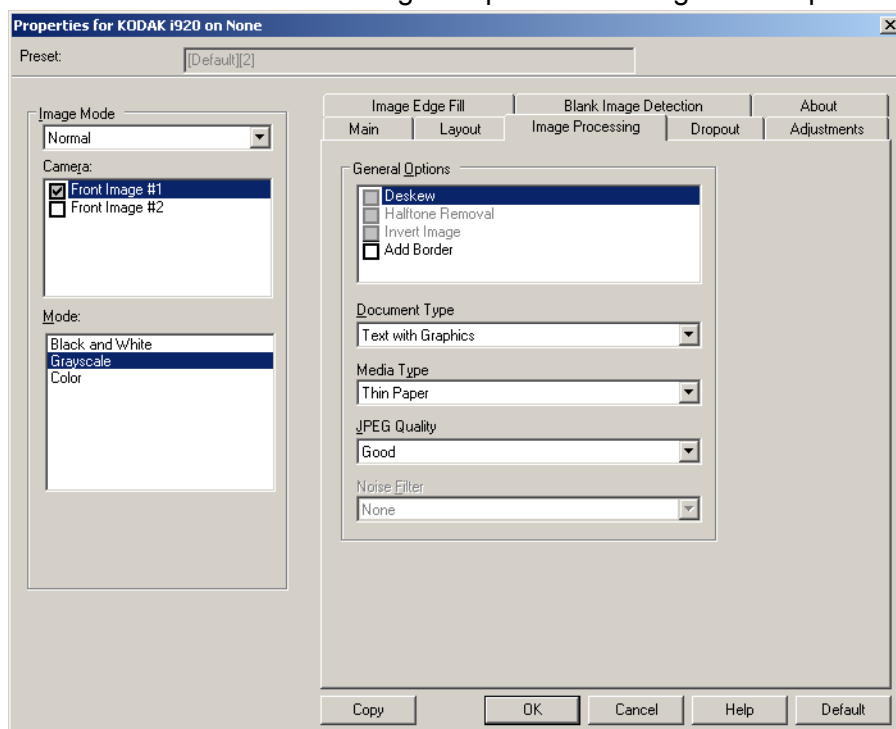 Properties for KODAK i920 on None
Preset:
[Default][2]
Image Mode
Normal
Camera:
Front Image #1
Front Image #2
Mode:
Black and White
Grayscale
Color
Image Edge Fill
Blank Image Detection
About
Main
Layout
Image Processing
Dropout
Adjustments
General Options
Deskew
Halftone Removal
Invert Image
Add Border
Document Type
Text with Graphics
Media Type
Thin Paper
JPEG Quality
Good
Noise Filter
None
Copy
OK
Cancel
Help
Default